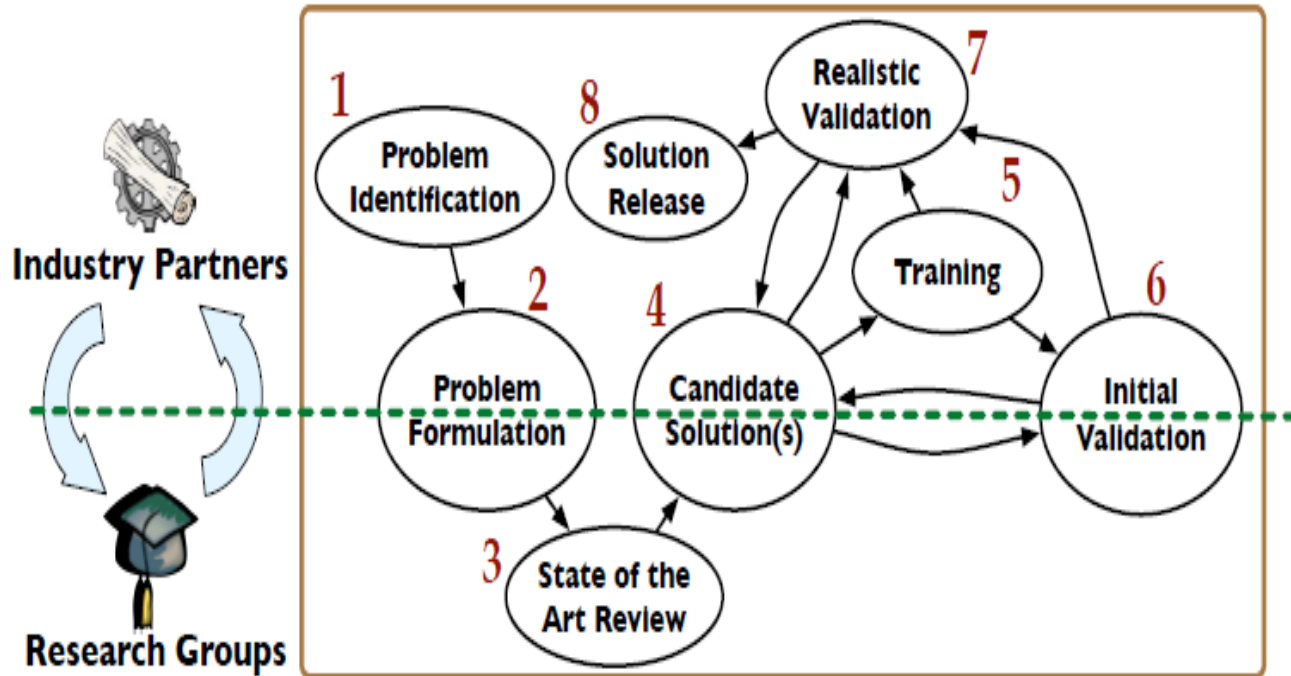 Industry Partners
Research Groups
1
Problem
Identification
2
Problem
Formulation
3
State of the
Art Review
4
Candidate
Solution(s)
5
Training
6
Initial
Validation
7
Realistic
Validation
8
Solution
Release